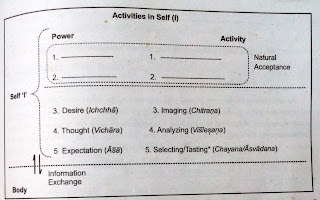 Activities in Self (I)
Power Activity
1. 1. Natural
2. 2. Acceptance
Self 'I'
3. Desire (Ichchhā) 3. Imaging (Chitraṇa)
4. Thought (Vichāra) 4. Analyzing (Viśleṣaṇa)
5 Expectation (Āśā) 5. Selecting/Tasting* (Chayana/Āsvādana)
Information
Exchange
Body